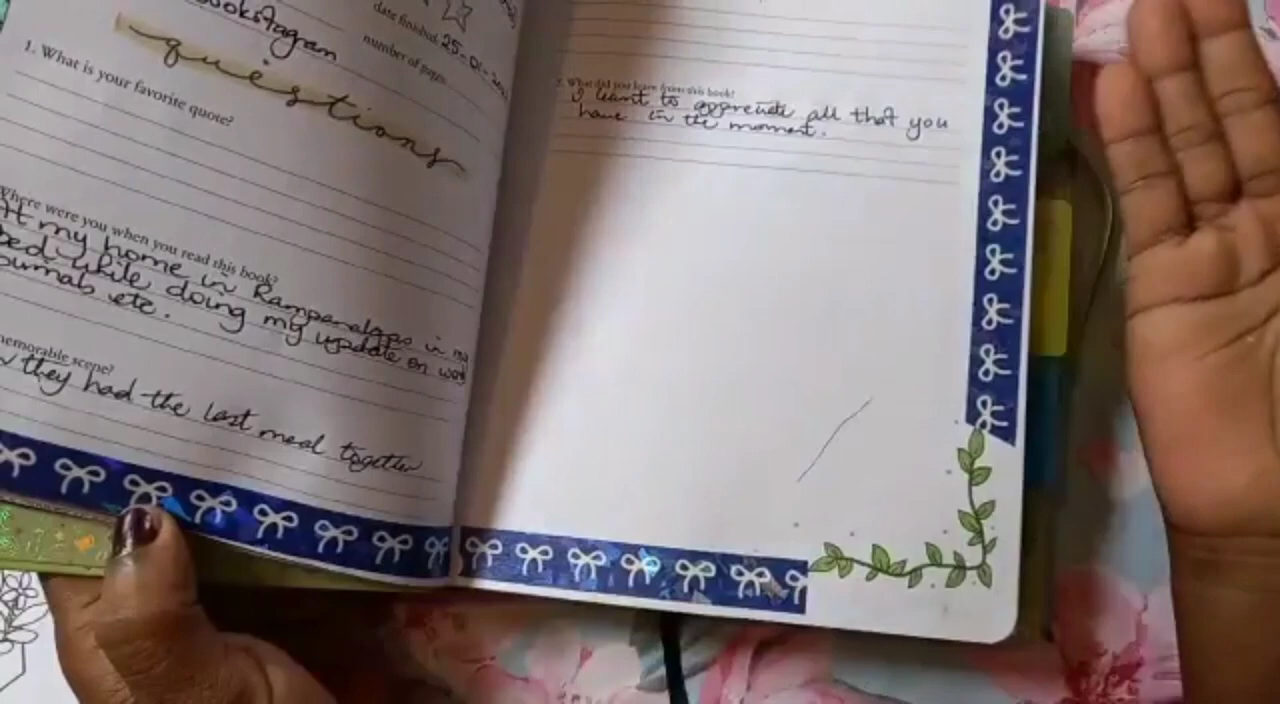 bookstagram
questions
1. What is your favorite quote?
Where were you when you read this book?
At my home in Rampanalgps in my
bed while doing my update on work
journals etc.
memorable scene?
they had the last meal together
date finished: 25-01-
number of pages
What did you learn from this book?
I learnt to appreciate all that you
have in the moment.